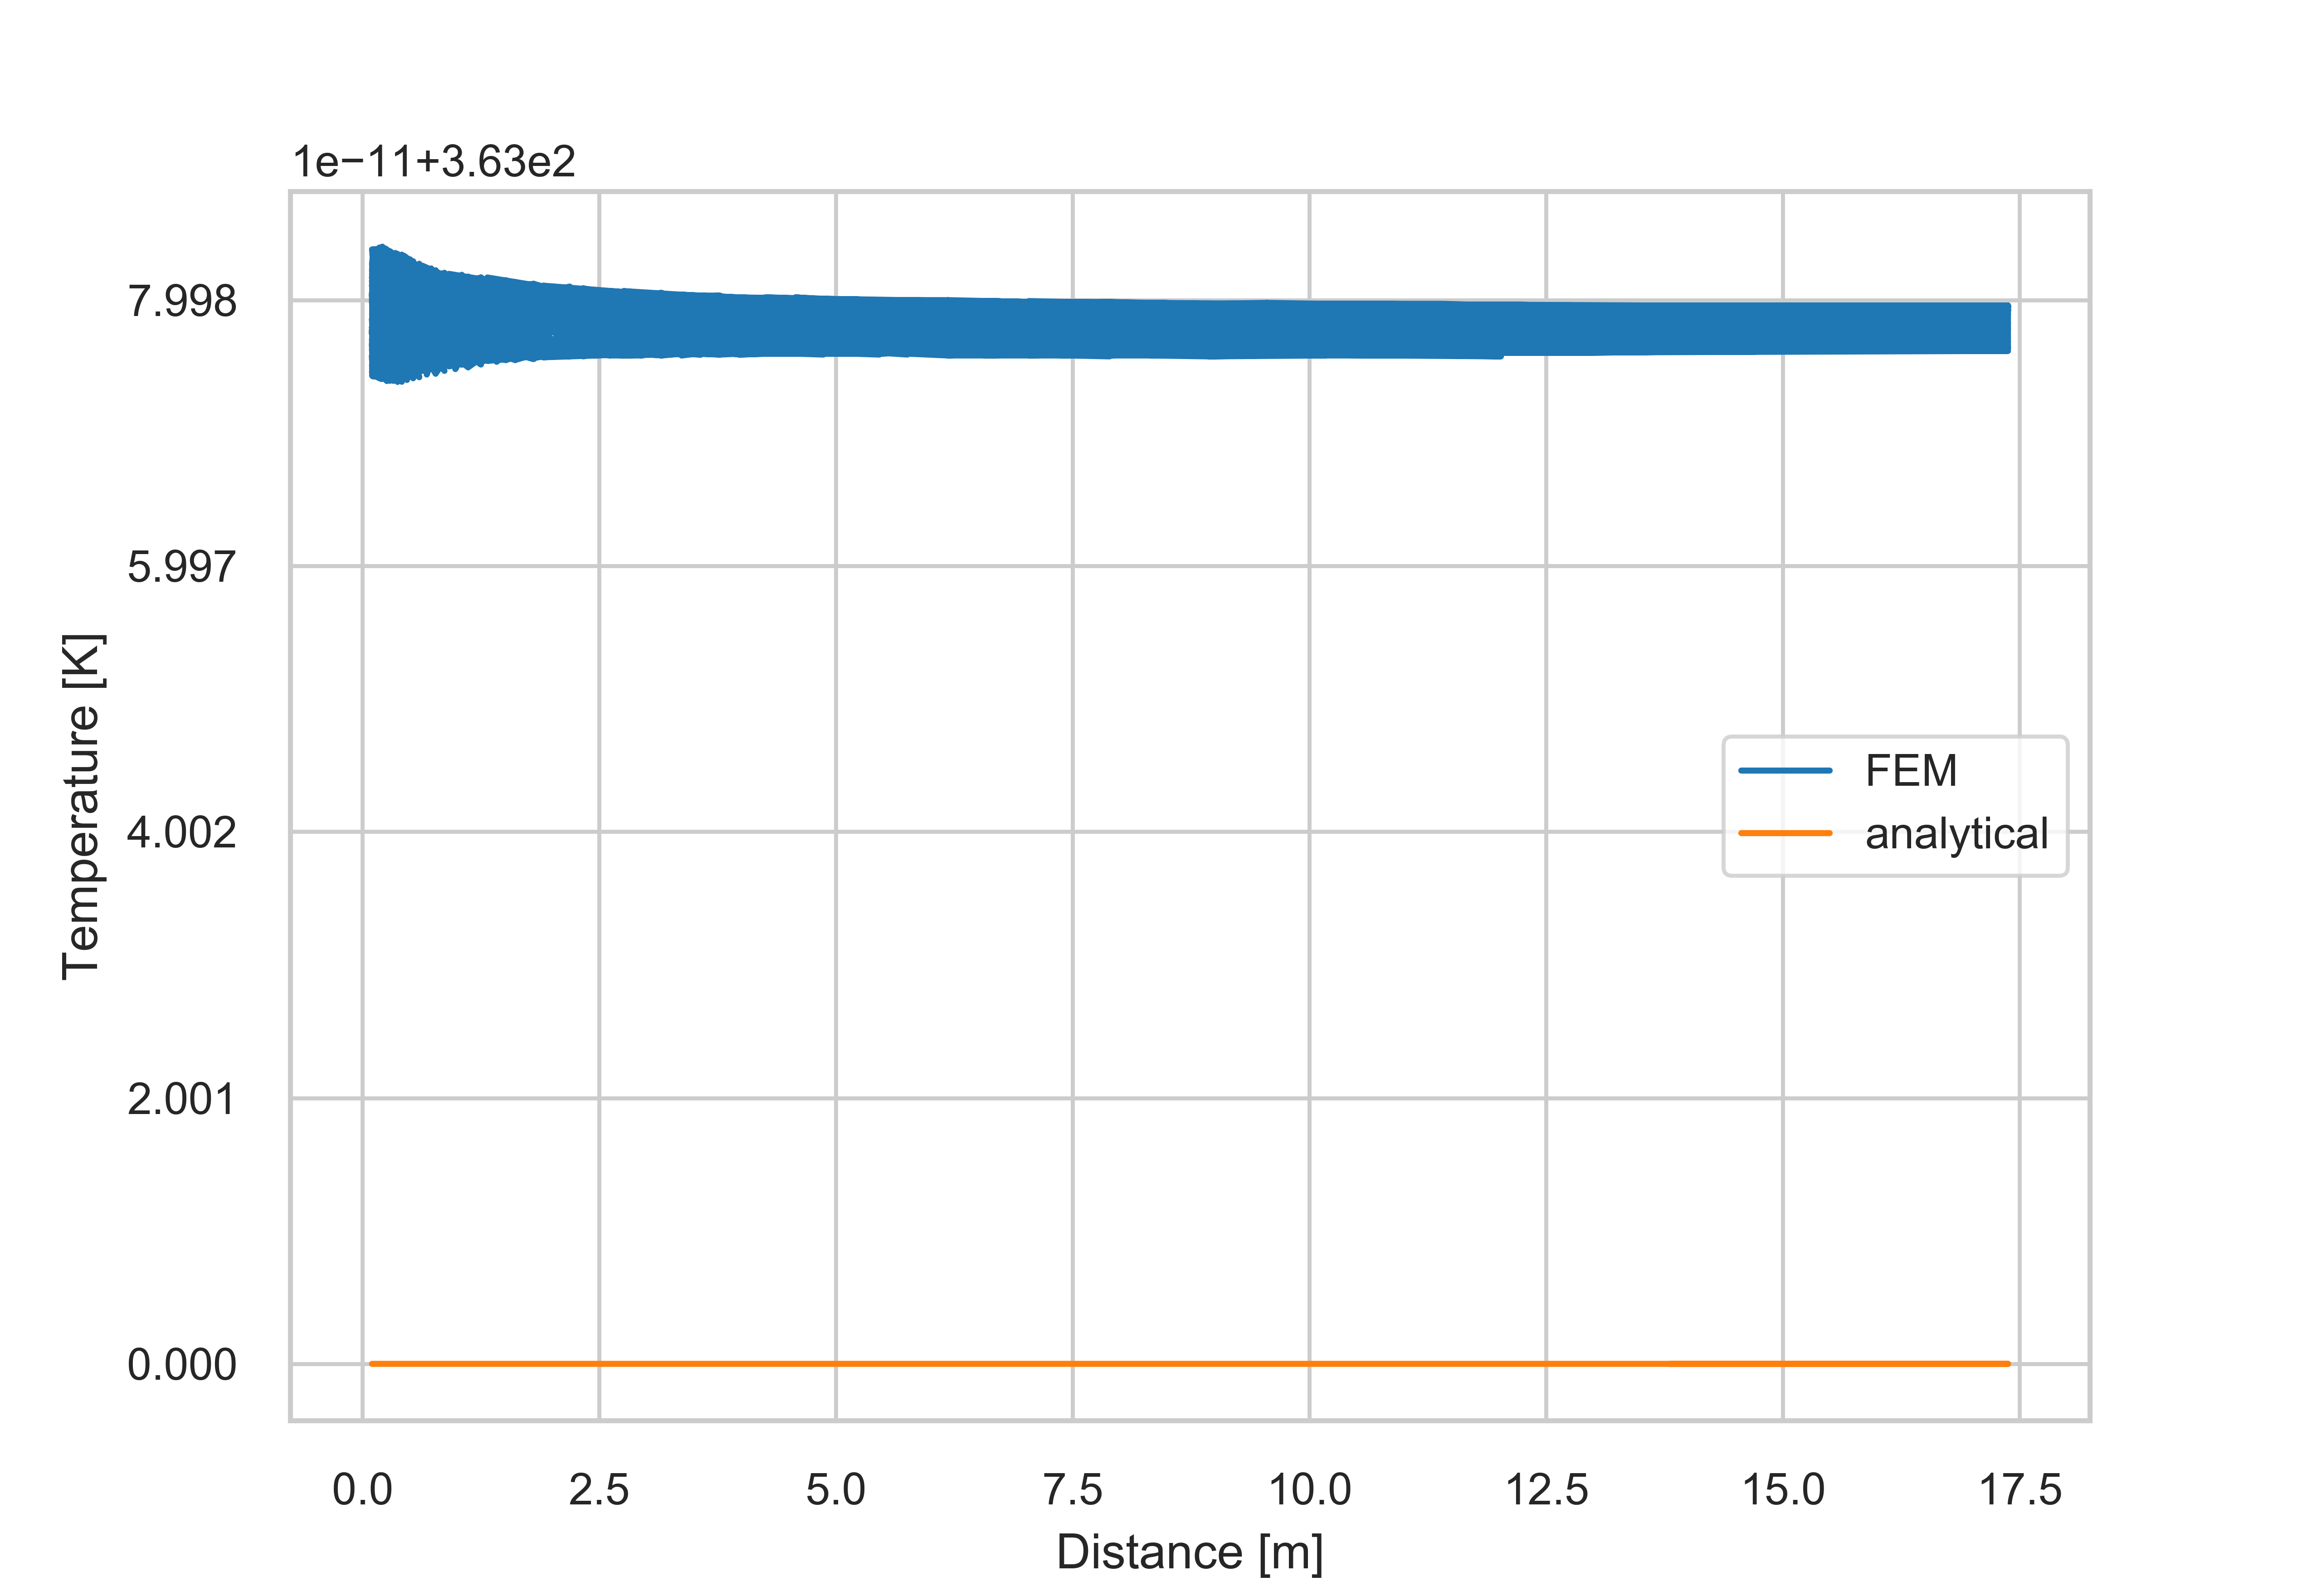 1e−11+3.63e2
7.998
5.997
4.002
2.001
0.000
Temperature [K]
FEM
analytical
0.0 2.5 5.0 7.5 10.0 12.5 15.0 17.5
Distance [m]